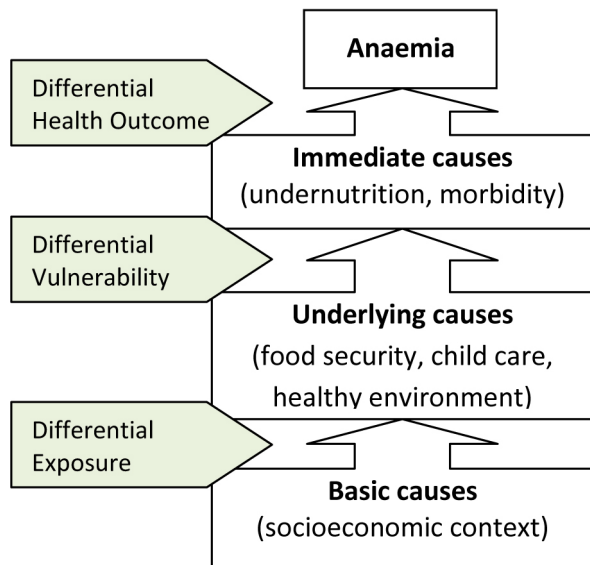 Anaemia
Differential
Health Outcome
Immediate causes
(undernutrition, morbidity)
Differential
Vulnerability
Underlying causes
(food security, child care,
healthy environment)
Differential
Exposure
Basic causes
(socioeconomic context)